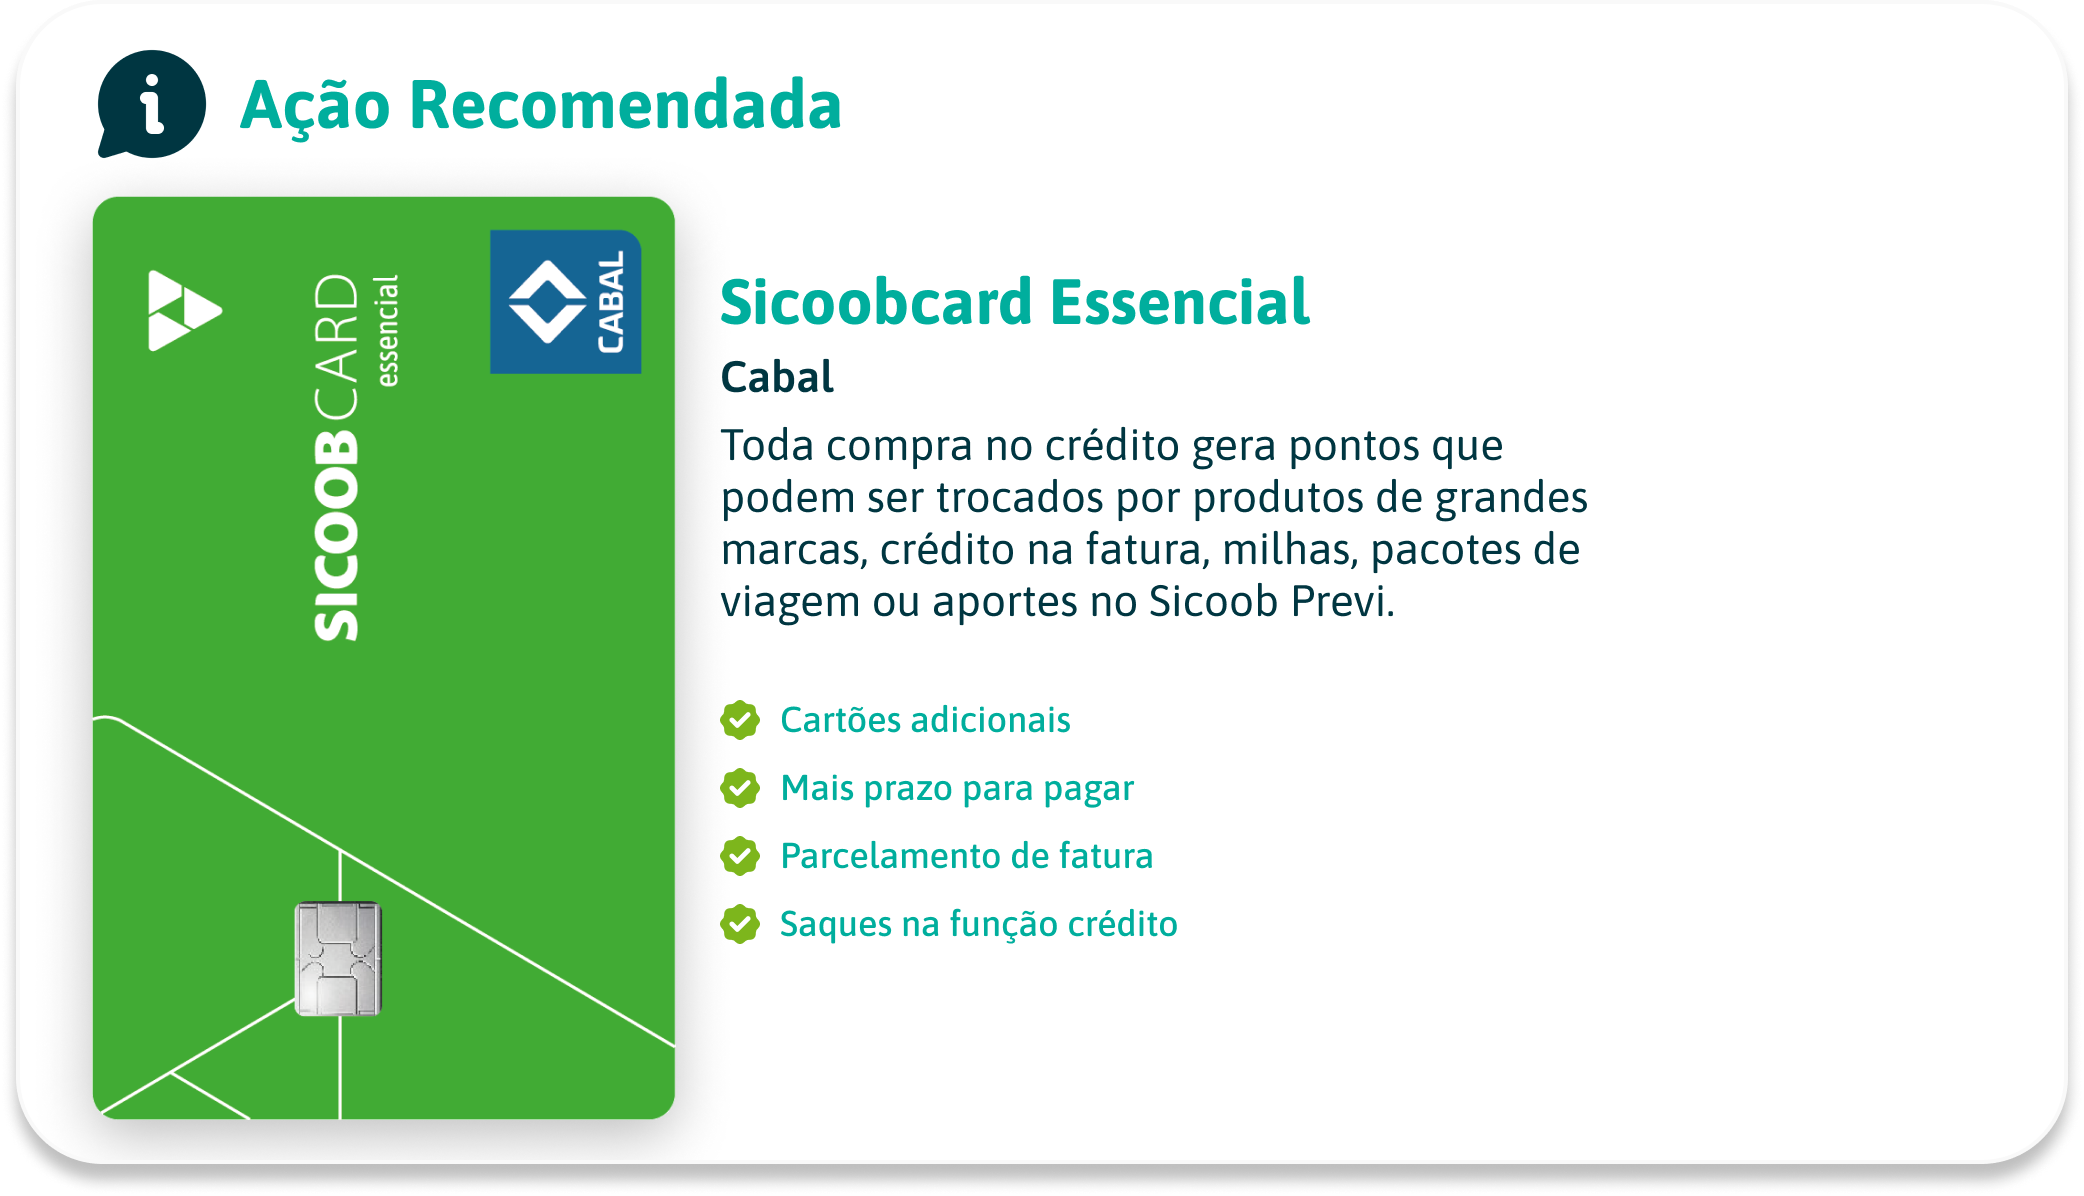 Ação Recomendada
SICOOBCARD
essencial
CABAL
Sicoobcard Essencial
Cabal
Toda compra no crédito gera pontos que
podem ser trocados por produtos de grandes
marcas, crédito na fatura, milhas, pacotes de
viagem ou aportes no Sicoob Previ.
Cartões adicionais
Mais prazo para pagar
Parcelamento de fatura
Saques na função crédito